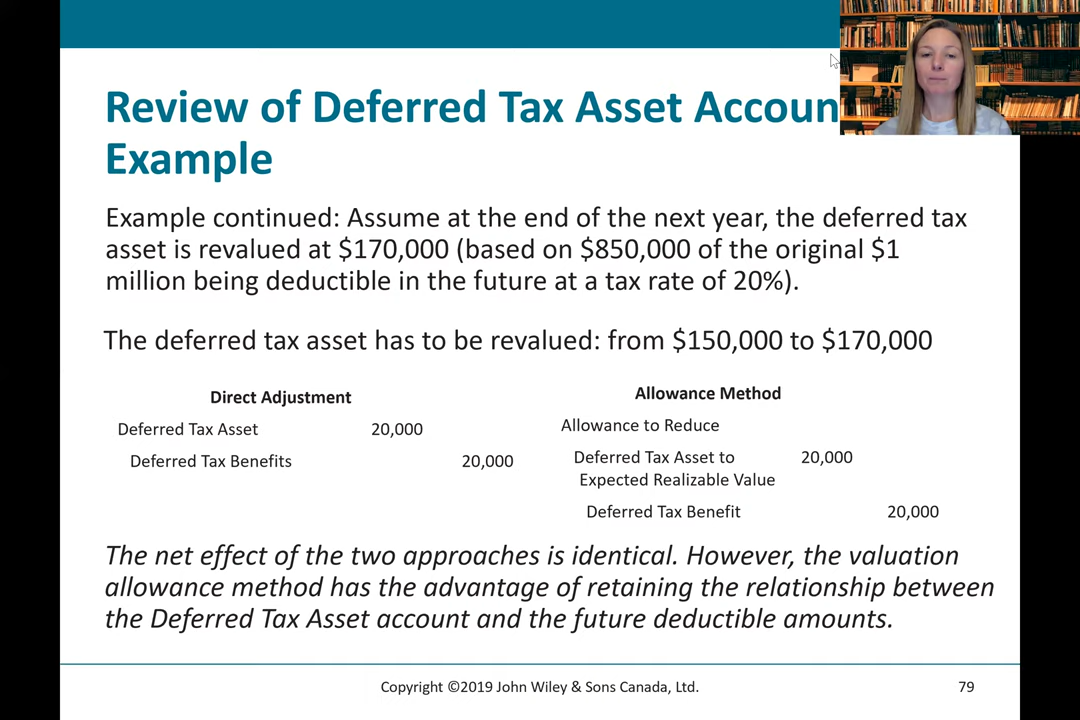 Review of Deferred Tax Asset Accoun
Example
Example continued: Assume at the end of the next year, the deferred tax
asset is revalued at $170,000 (based on $850,000 of the original $1
million being deductible in the future at a tax rate of 20%).
The deferred tax asset has to be revalued: from $150,000 to $170,000
Direct Adjustment
Deferred Tax Asset 20,000
Deferred Tax Benefits 20,000
Allowance Method
Allowance to Reduce
Deferred Tax Asset to 20,000
Expected Realizable Value
Deferred Tax Benefit 20,000
The net effect of the two approaches is identical. However, the valuation
allowance method has the advantage of retaining the relationship between
the Deferred Tax Asset account and the future deductible amounts.
Copyright ©2019 John Wiley & Sons Canada, Ltd. 79